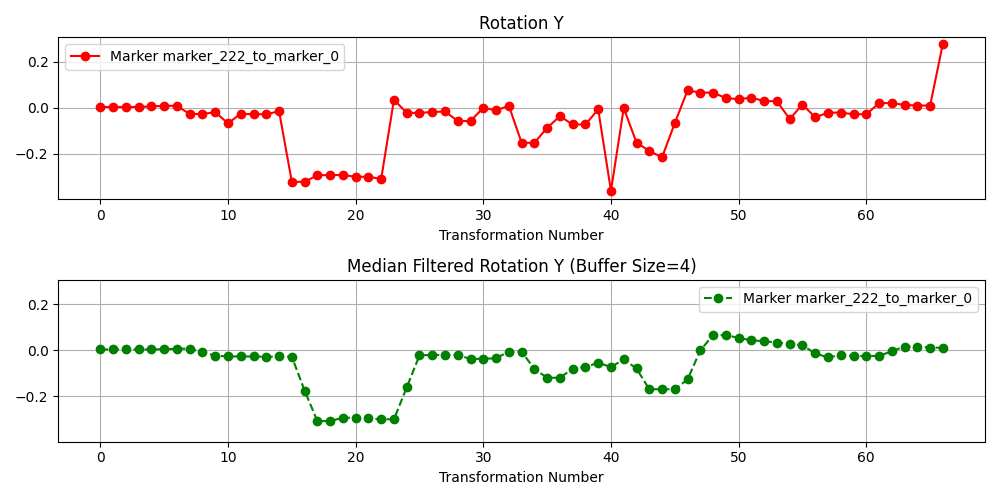 Rotation Y
Marker marker_222_to_marker_0
0.2
0.0
−0.2
0 10 20 30 40 50 60
Transformation Number
Median Filtered Rotation Y (Buffer Size=4)
Marker marker_222_to_marker_0
0.2
0.0
−0.2
0 10 20 30 40 50 60
Transformation Number